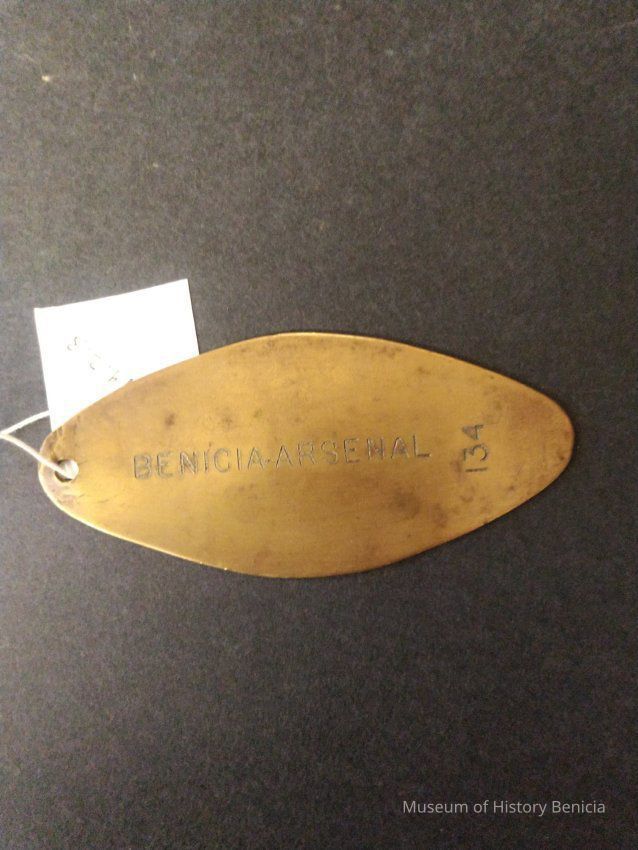 BENICIA-ARSENAL
134
Museum of History Benicia